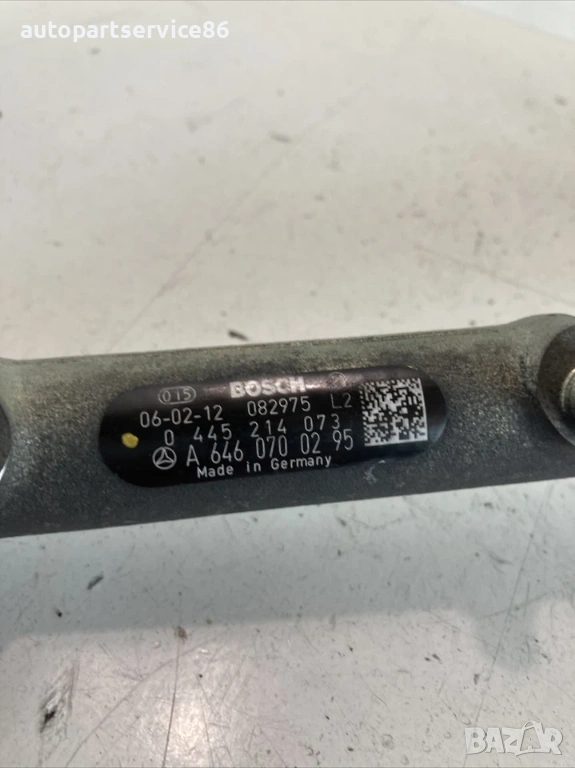 autopartservice86
015 BOSCH
06-02-12 082975 L2
0 445 214 073
A 646 070 02 95
Made in Germany
BAZAR